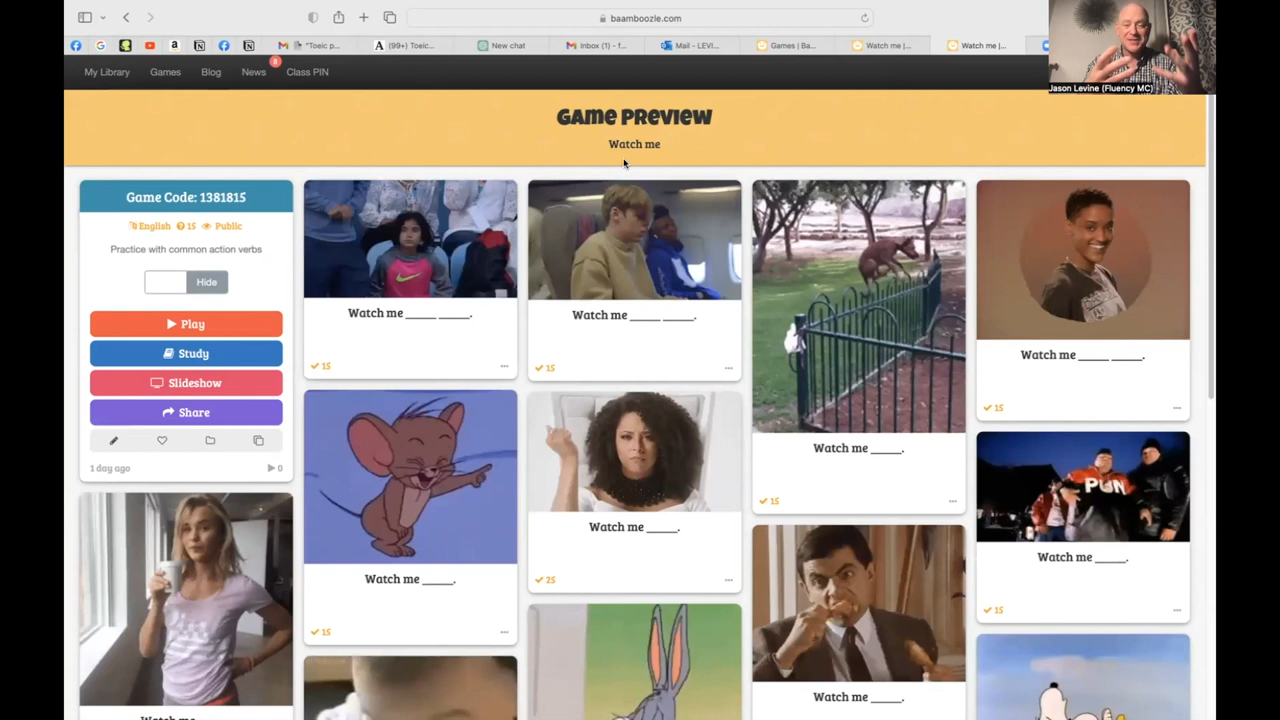 baamboozle.com
"Toeic p...
(99+) Toeic...
New chat
Inbox (1) - f...
Mail - LEVI...
Games | Ba...
Watch me |...
Watch me |...
My Library
Games
Blog
News
8
Class PIN
Jason Levine (Fluency MC)
Game Preview
Watch me
Game Code: 1381815
English 15 Public
Practice with common action verbs
Hide
Play
Study
Slideshow
Share
1 day ago
0
Watch me _____ _____.
15
Watch me _____.
15
Watch me _____ _____.
15
Watch me _____.
25
Watch me _____.
15
Watch me _____.
Watch me _____ _____.
15
PUN
Watch me _____.
15